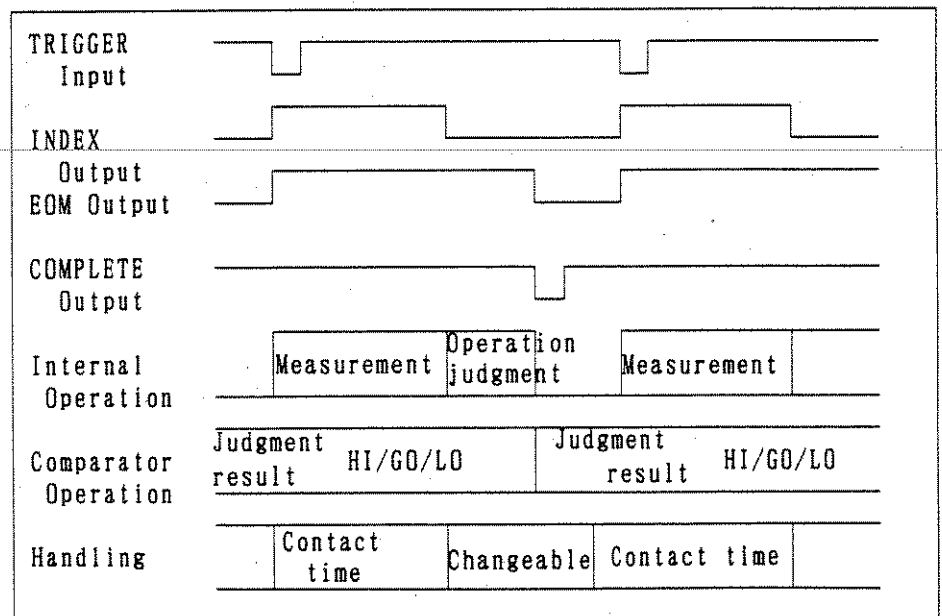 TRIGGER
Input
INDEX
Output
EOM Output
COMPLETE
Output
Internal
Operation
Measurement
Operation
judgment
Measurement
Comparator
Operation
Judgment
result HI/GO/LO
Judgment
result HI/GO/LO
Handling
Contact
time
Changeable
Contact time